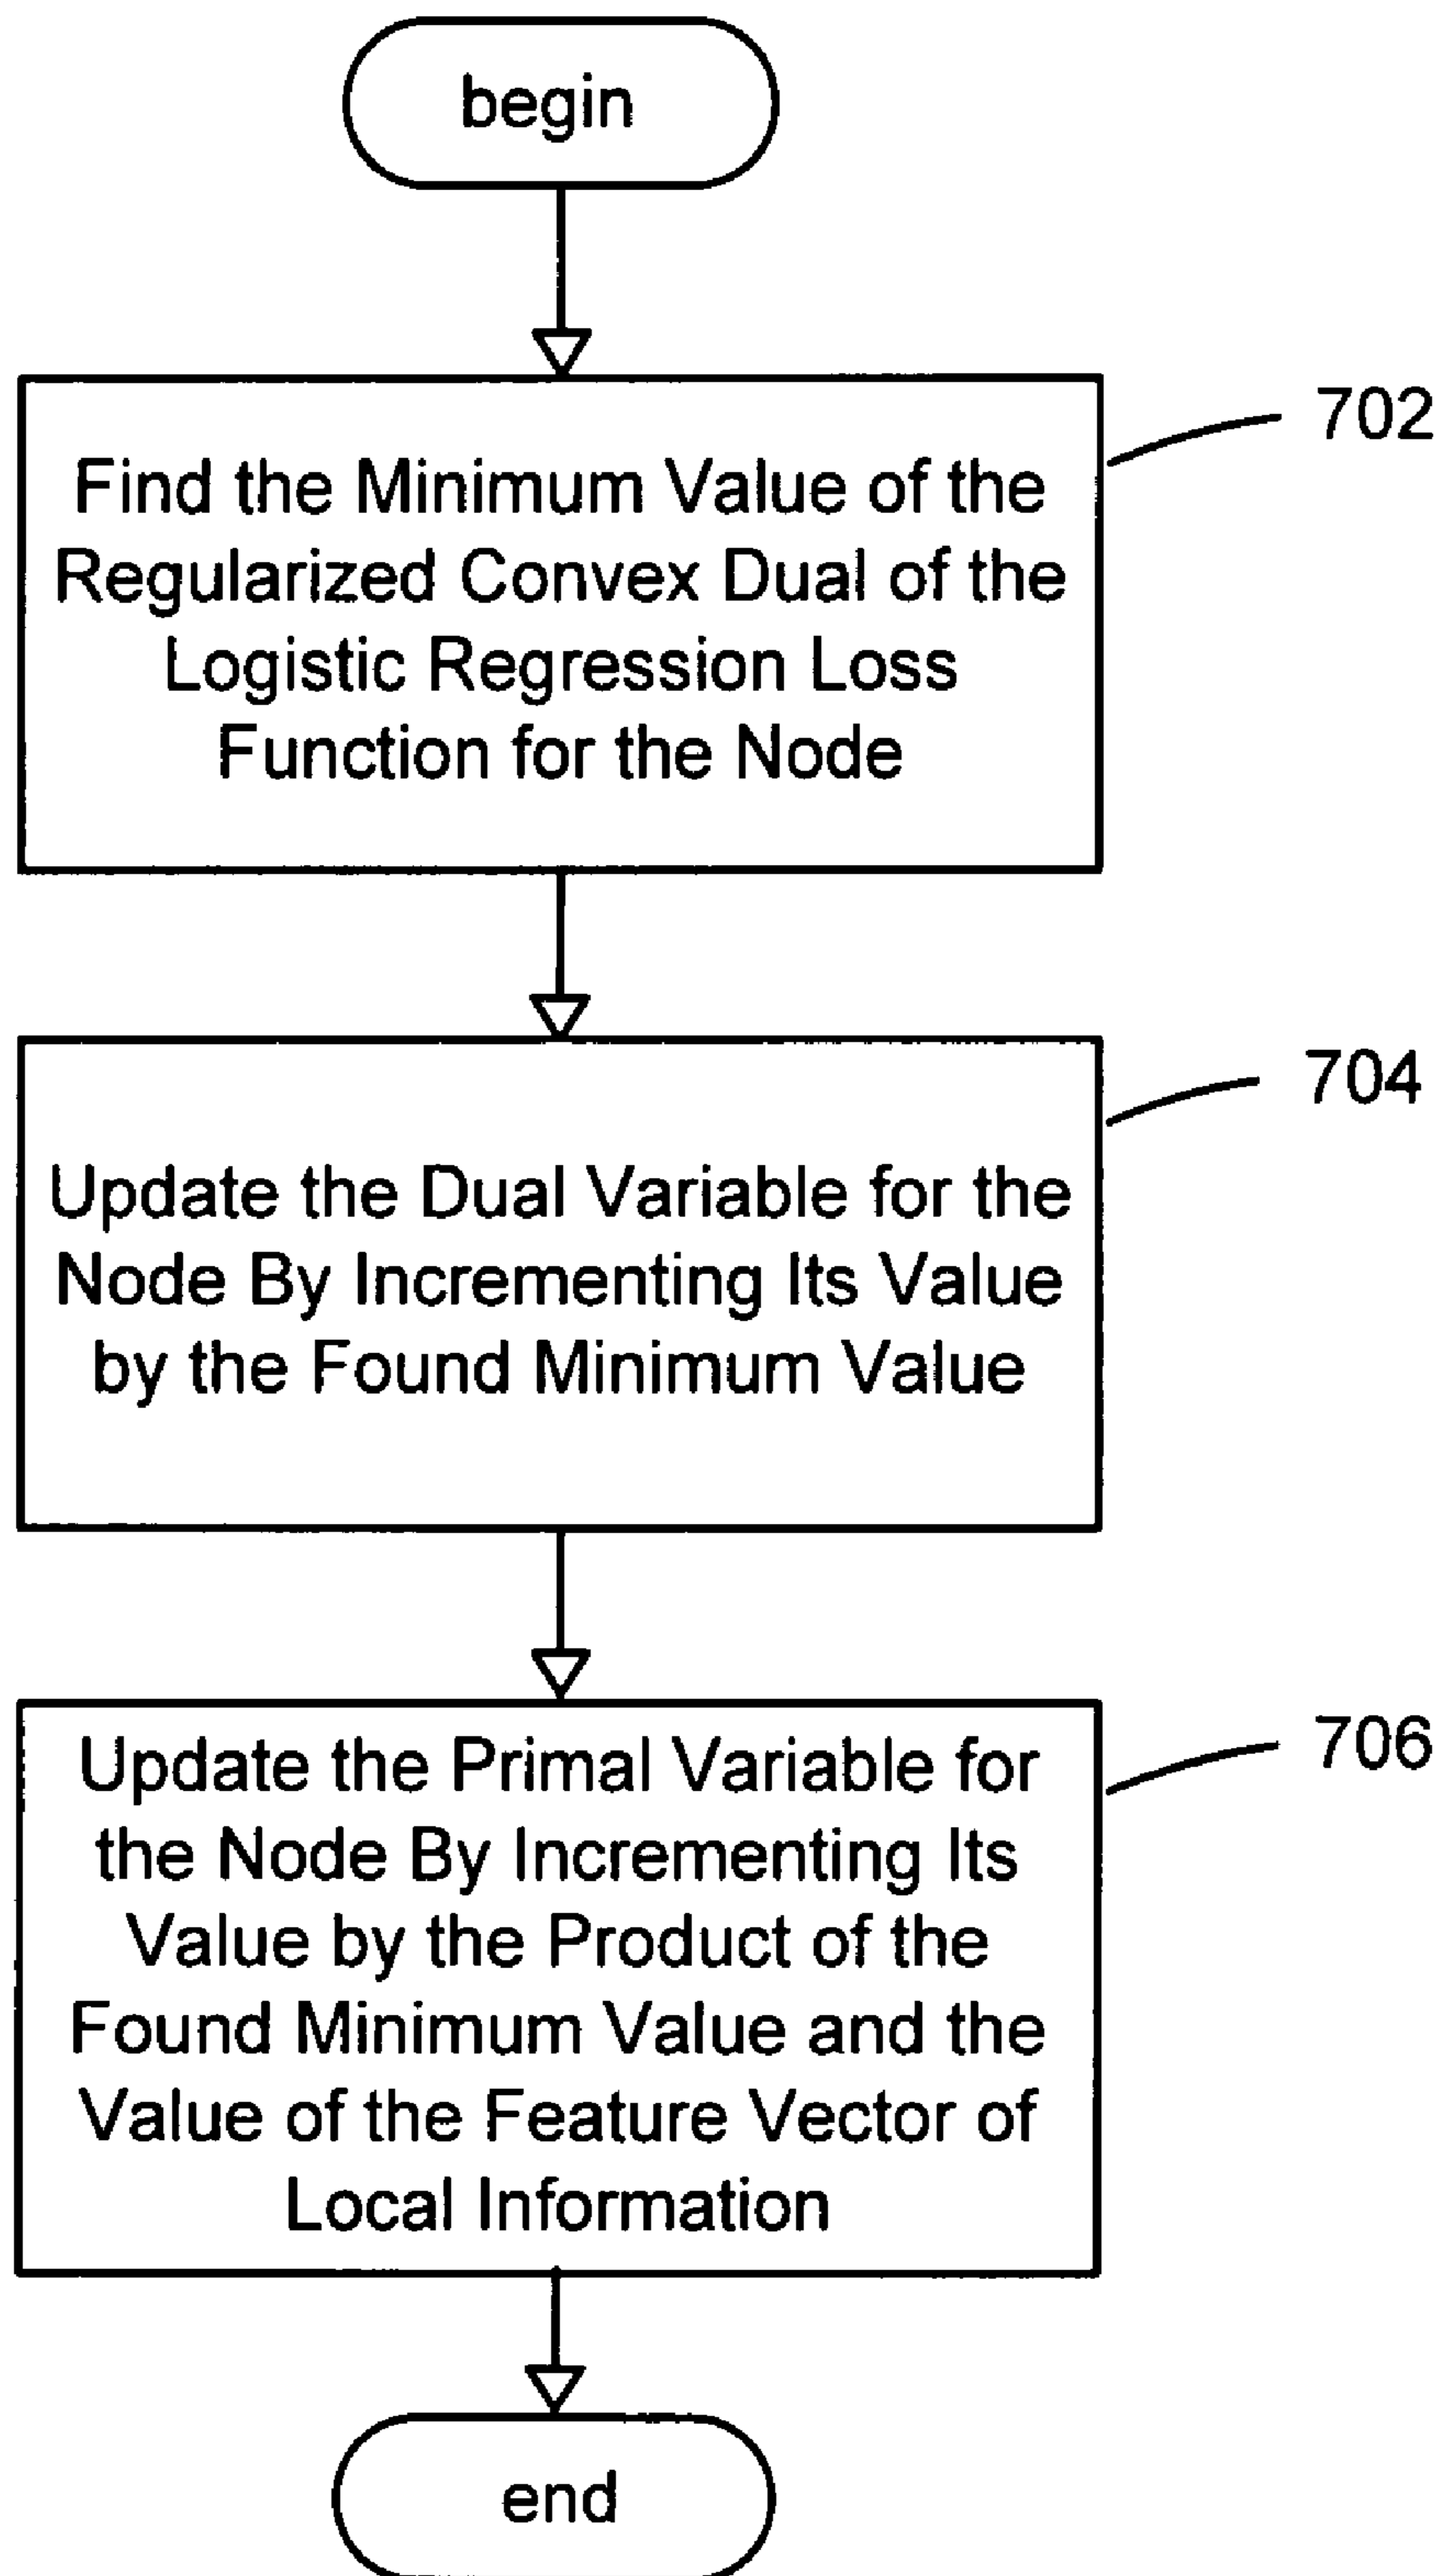 begin
702
Find the Minimum Value of the
Regularized Convex Dual of the
Logistic Regression Loss
Function for the Node
704
Update the Dual Variable for the
Node By Incrementing Its Value
by the Found Minimum Value
706
Update the Primal Variable for
the Node By Incrementing Its
Value by the Product of the
Found Minimum Value and the
Value of the Feature Vector of
Local Information
end